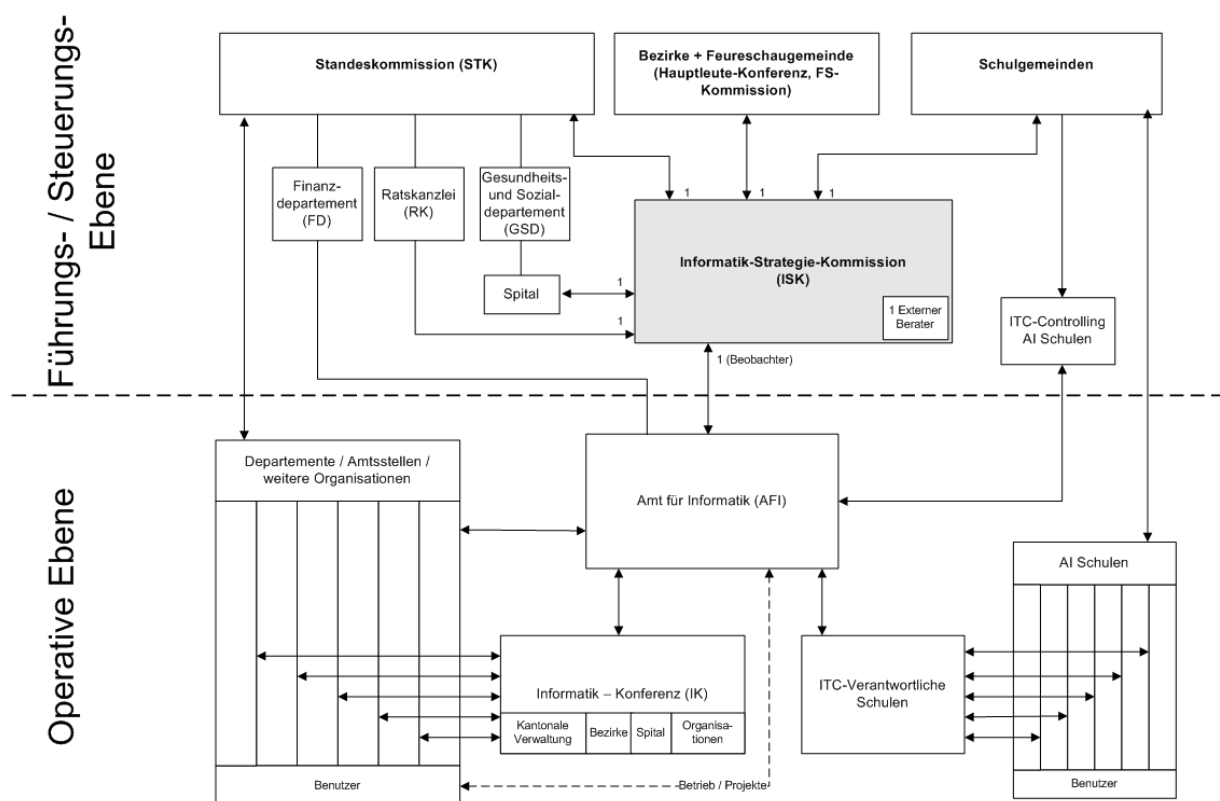 Führungs- / Steuerungs-
Ebene
Standeskommission (STK)
Bezirke + Feureschaugemeinde
(Hauptleute-Konferenz, FS-
Kommission)
Schulgemeinden
Finanz-
departement
(FD)
Ratskanzlei
(RK)
Gesundheits-
und Sozial-
departement
(GSD)
Spital
1
1
1
1
1
Informatik-Strategie-Kommission
(ISK)
1 Externer
Berater
ITC-Controlling
AI Schulen
1 (Beobachter)
Operative Ebene
Departemente / Amtsstellen /
weitere Organisationen
Amt für Informatik (AFI)
AI Schulen
Informatik – Konferenz (IK)
Kantonale
Verwaltung
Bezirke
Spital
Organisa-
tionen
ITC-Verantwortliche
Schulen
Benutzer
Betrieb / Projekte
Benutzer